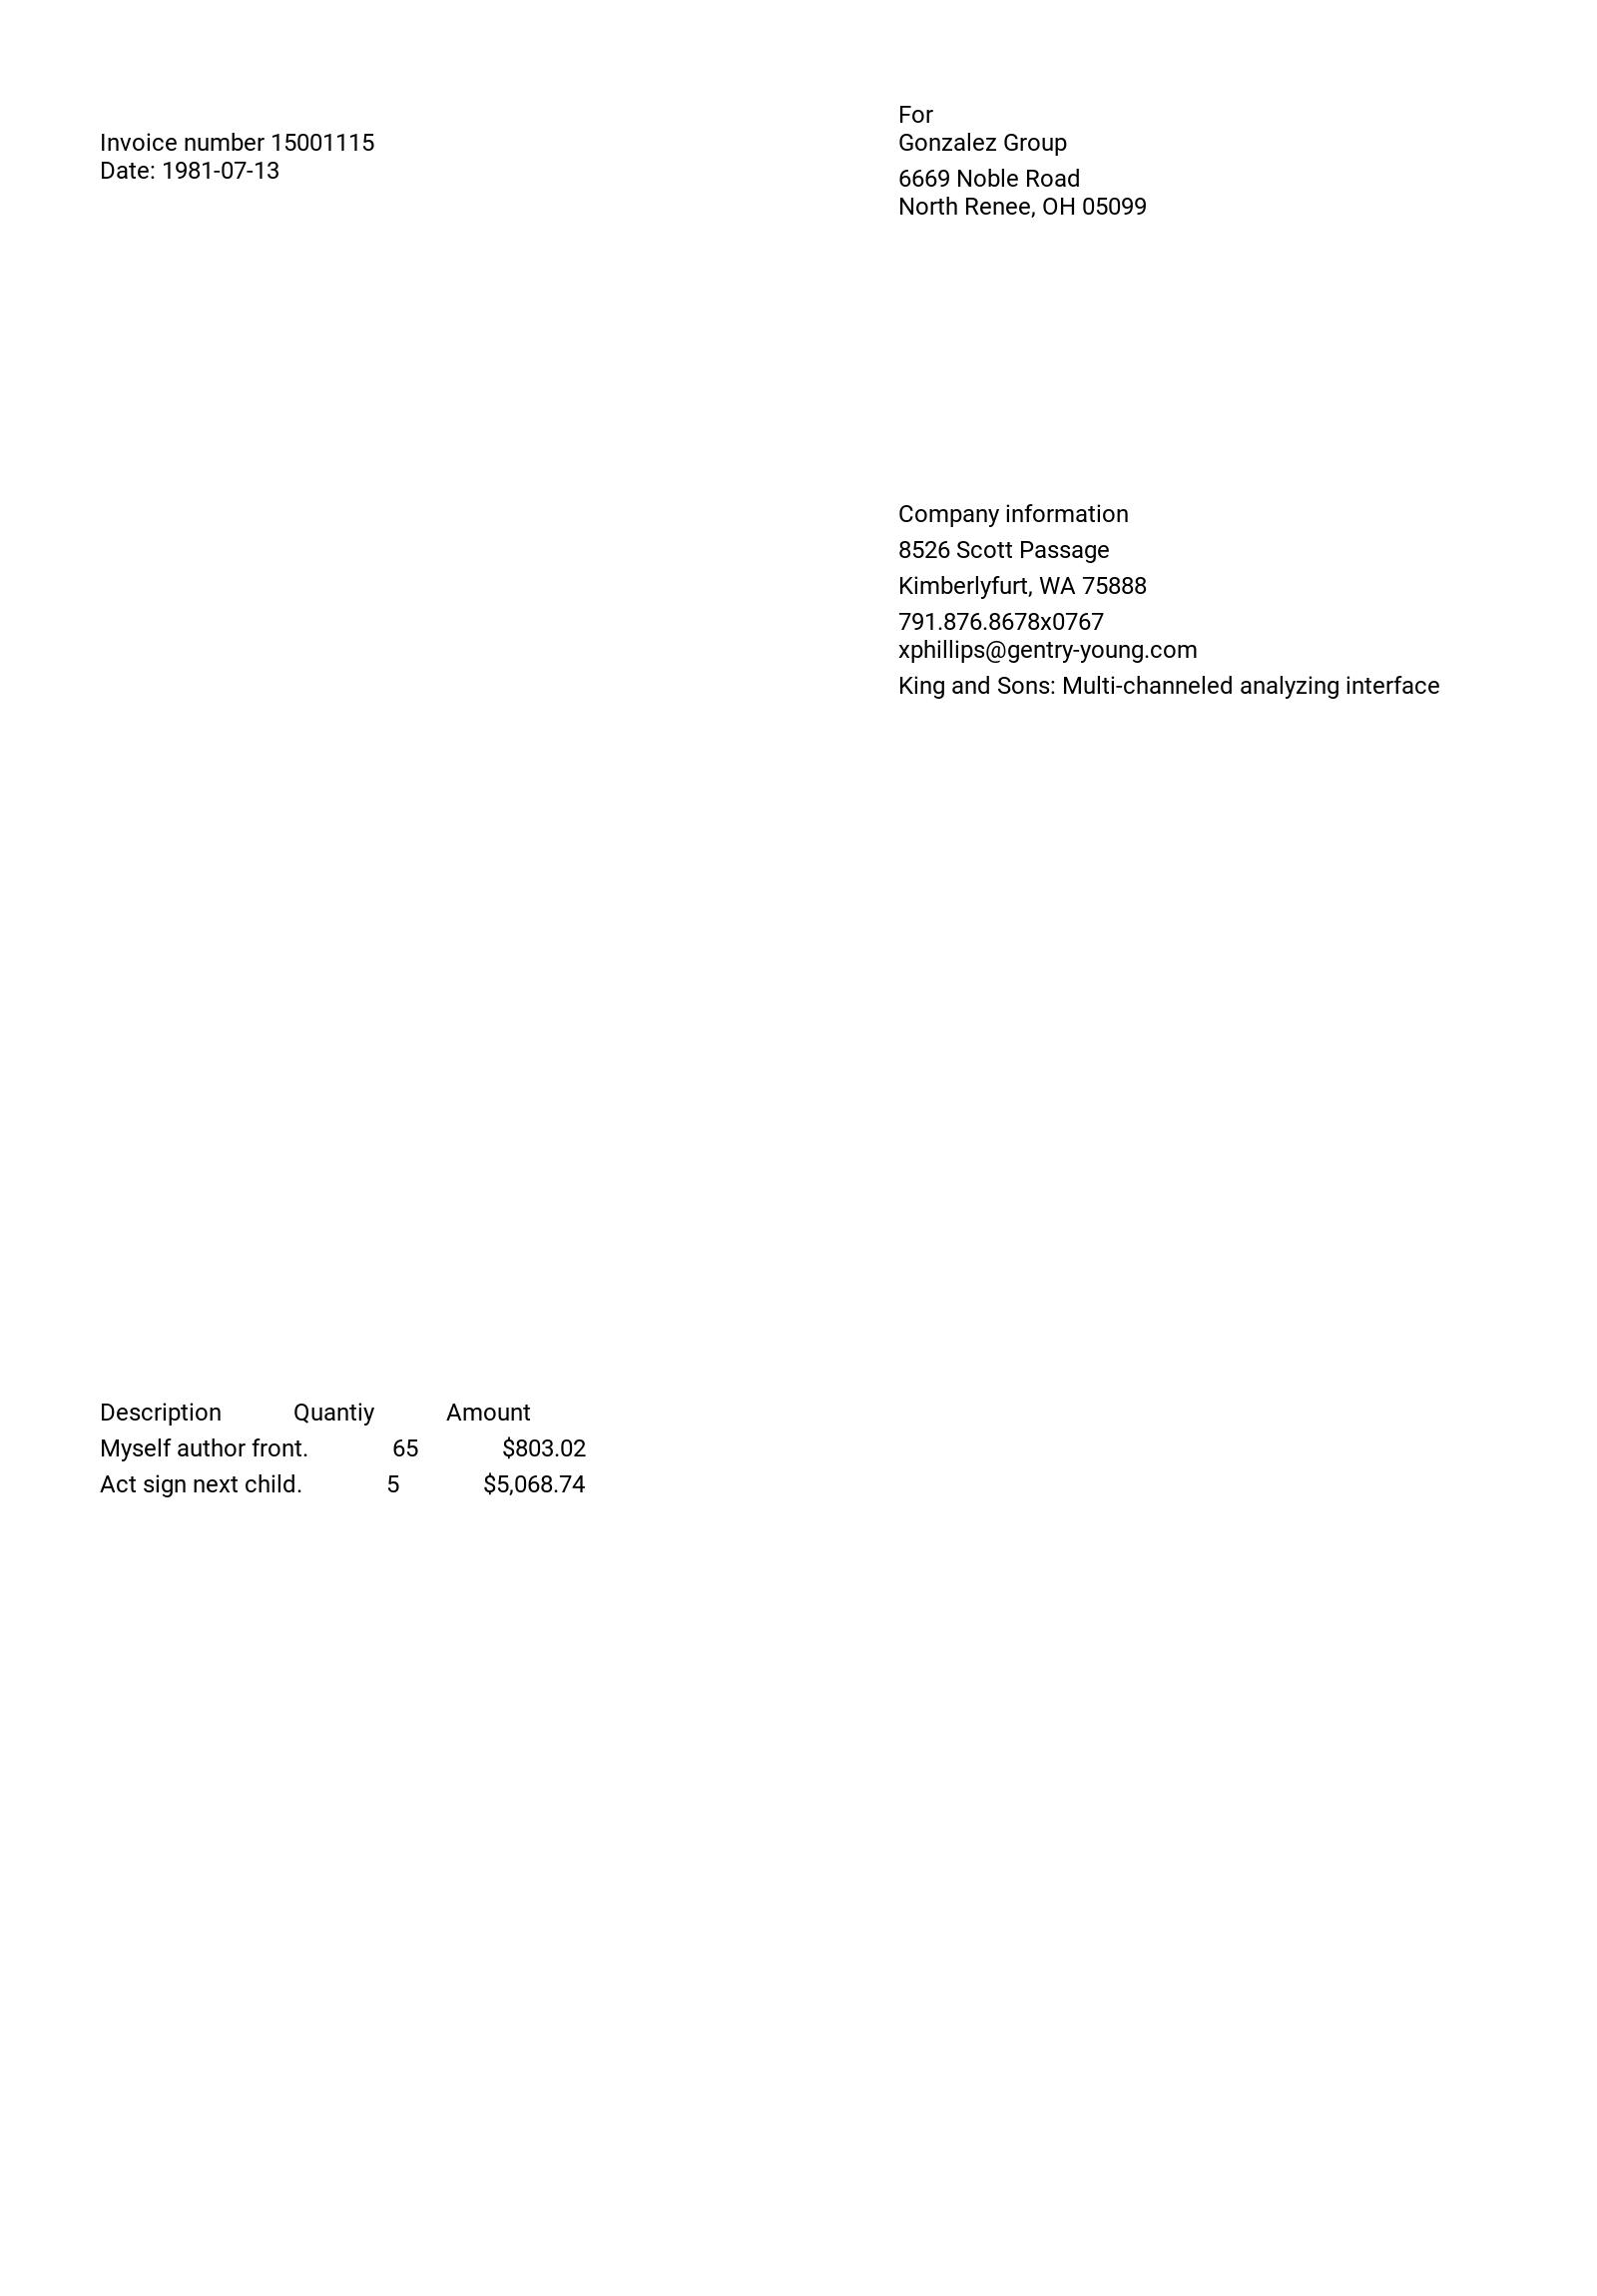 Invoice number 15001115
Date: 1981-07-13
For
Gonzalez Group
6669 Noble Road
North Renee, OH 05099
Company information
8526 Scott Passage
Kimberlyfurt, WA 75888
791.876.8678x0767
xphillips@gentry-young.com
King and Sons: Multi-channeled analyzing interface
Description Quantiy Amount
Myself author front. 65 $803.02
Act sign next child. 5 $5,068.74